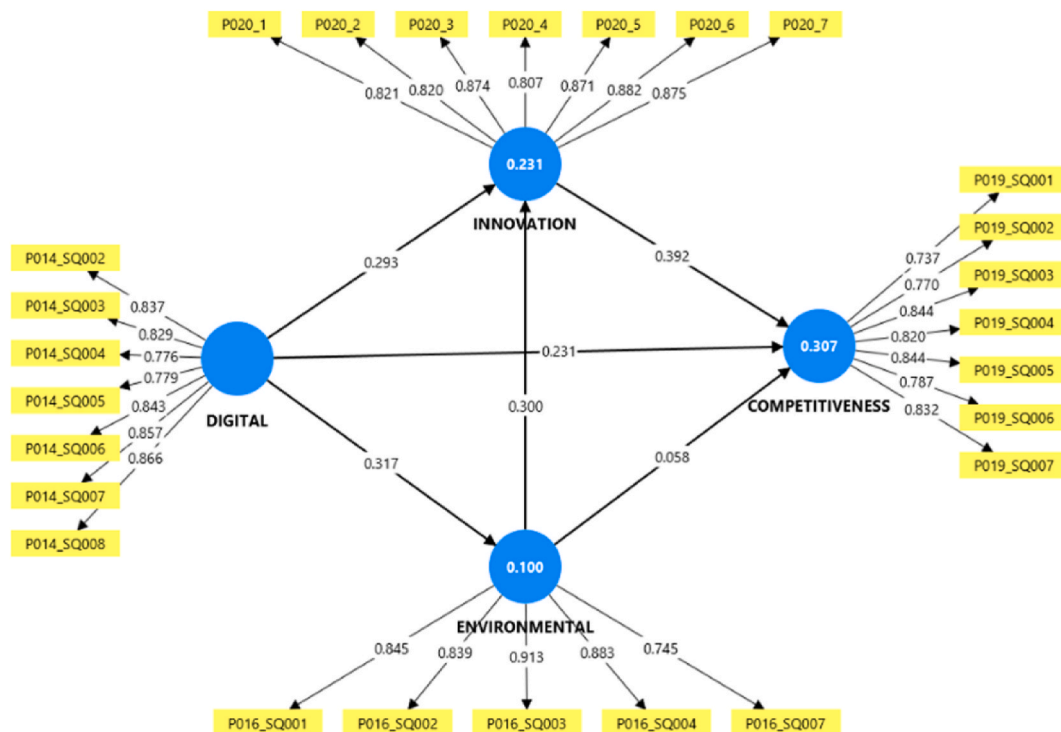 P020_1 P020_2 P020_3 P020_4 P020_5 P020_6 P020_7
0.821 0.820 0.874 0.807 0.871 0.882 0.875
0.231
INNOVATION
P019_SQ001
P019_SQ002
P019_SQ003
P019_SQ004
P019_SQ005
P019_SQ006
P019_SQ007
0.737
0.770
0.844
0.820
0.844
0.787
0.832
0.307
COMPETITIVENESS
P014_SQ002
P014_SQ003
P014_SQ004
P014_SQ005
P014_SQ006
P014_SQ007
P014_SQ008
0.837
0.829
0.776
0.779
0.843
0.857
0.866
DIGITAL
0.293
0.392
0.231
0.300
0.317
0.058
0.100
ENVIRONMENTAL
0.845 0.839 0.913 0.883 0.745
P016_SQ001 P016_SQ002 P016_SQ003 P016_SQ004 P016_SQ007